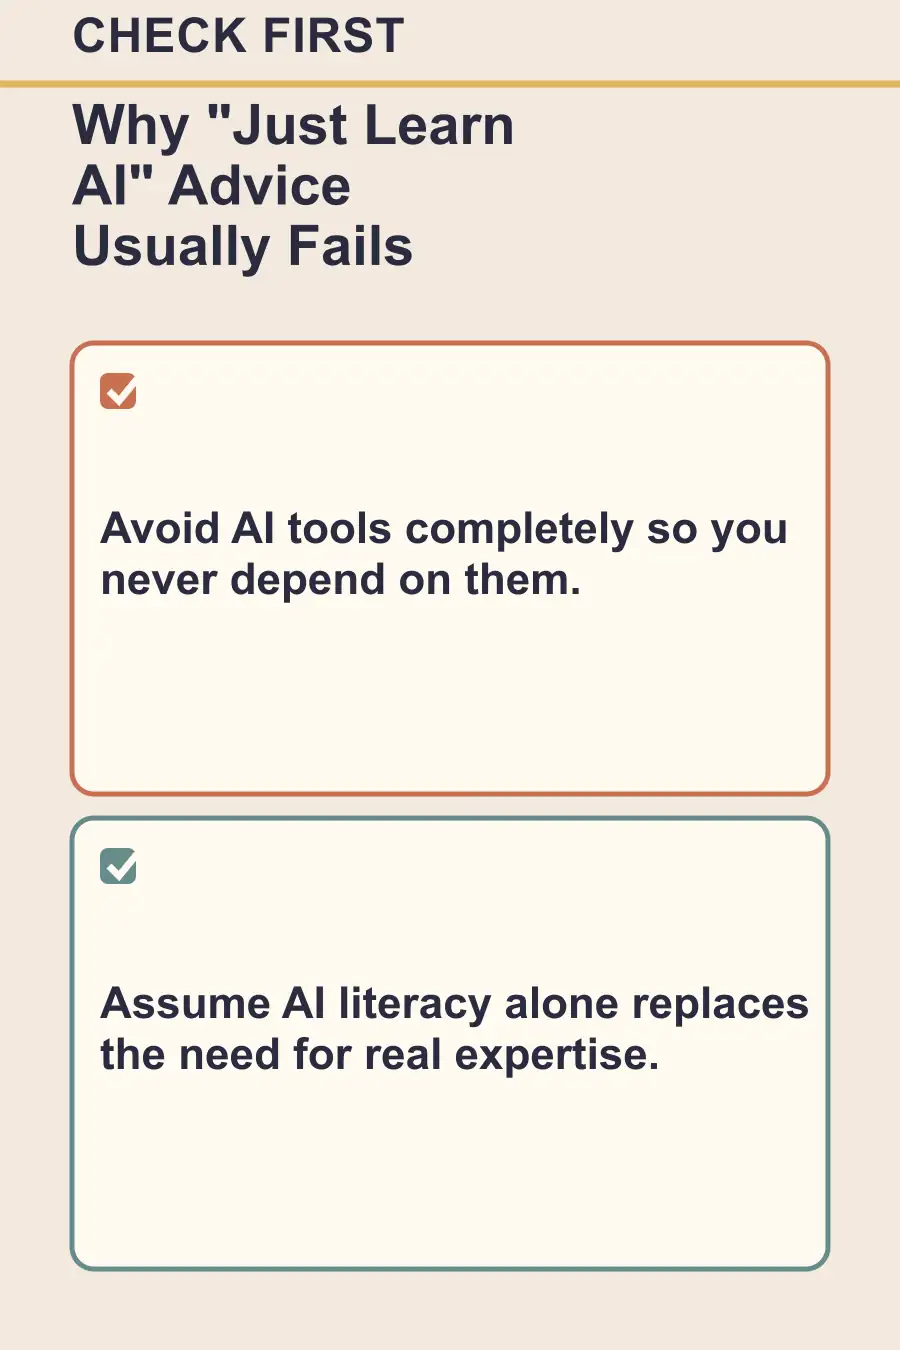 CHECK FIRST
Why "Just Learn
AI" Advice
Usually Fails
Avoid AI tools completely so you
never depend on them.
Assume AI literacy alone replaces
the need for real expertise.